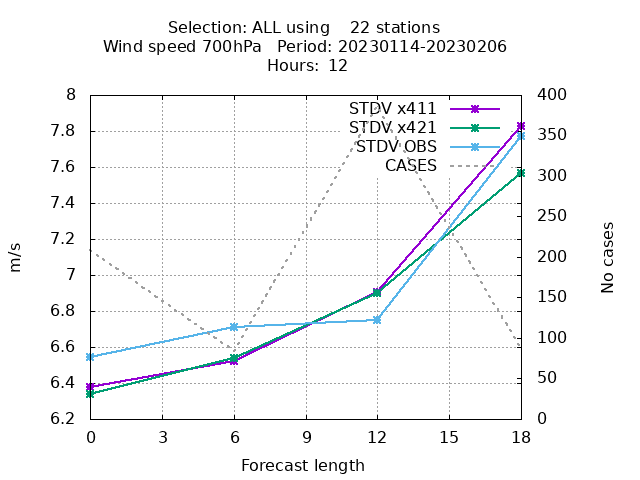 Selection: ALL using    22 stations
Wind speed 700hPa   Period: 20230114-20230206
Hours:  12
STDV x411
STDV x421
STDV OBS
CASES
8
7.8
7.6
7.4
7.2
7
6.8
6.6
6.4
6.2
400
350
300
250
200
150
100
50
0
m/s
No cases
0 3 6 9 12 15 18
Forecast length